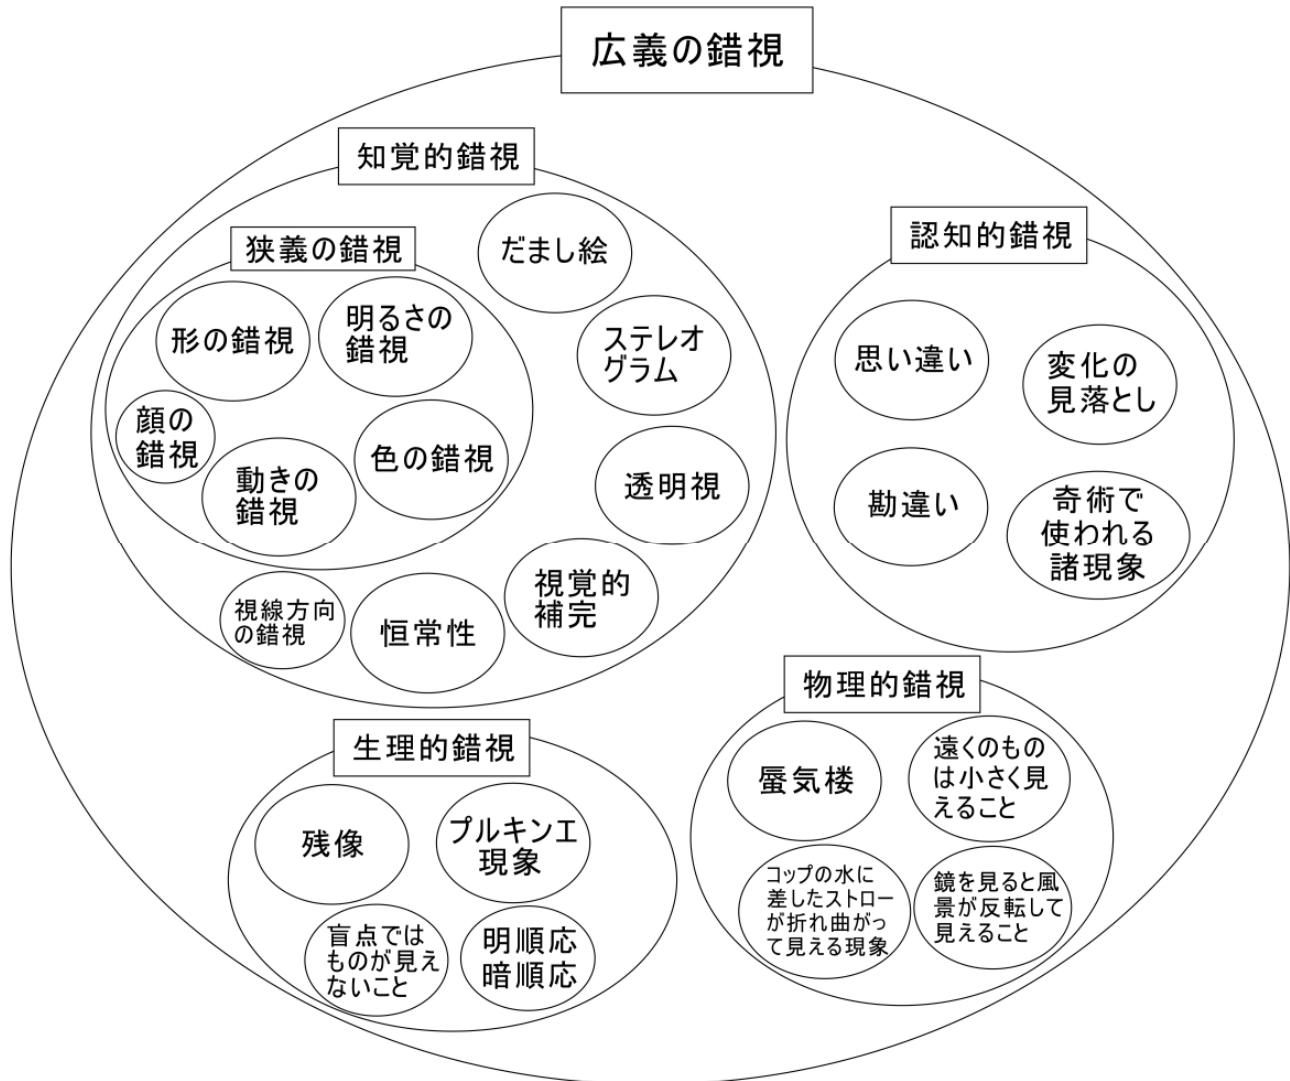 広義の錯視
知覚的錯視
狭義の錯視
形の錯視
明るさの
錯視
顔の
錯視
動きの
錯視
色の錯視
だまし絵
ステレオ
グラム
透明視
視覚的
補完
恒常性
視線方向
の錯視
認知的錯視
思い違い
変化の
見落とし
勘違い
奇術で
使われる
諸現象
生理的錯視
残像
プルキンエ
現象
盲点では
ものが見え
ないこと
明順応
暗順応
物理的錯視
蜃気楼
遠くのもの
は小さく見
えること
コップの水に
差したストロー
が折れ曲がっ
て見える現象
鏡を見ると風
景が反転して
見えること